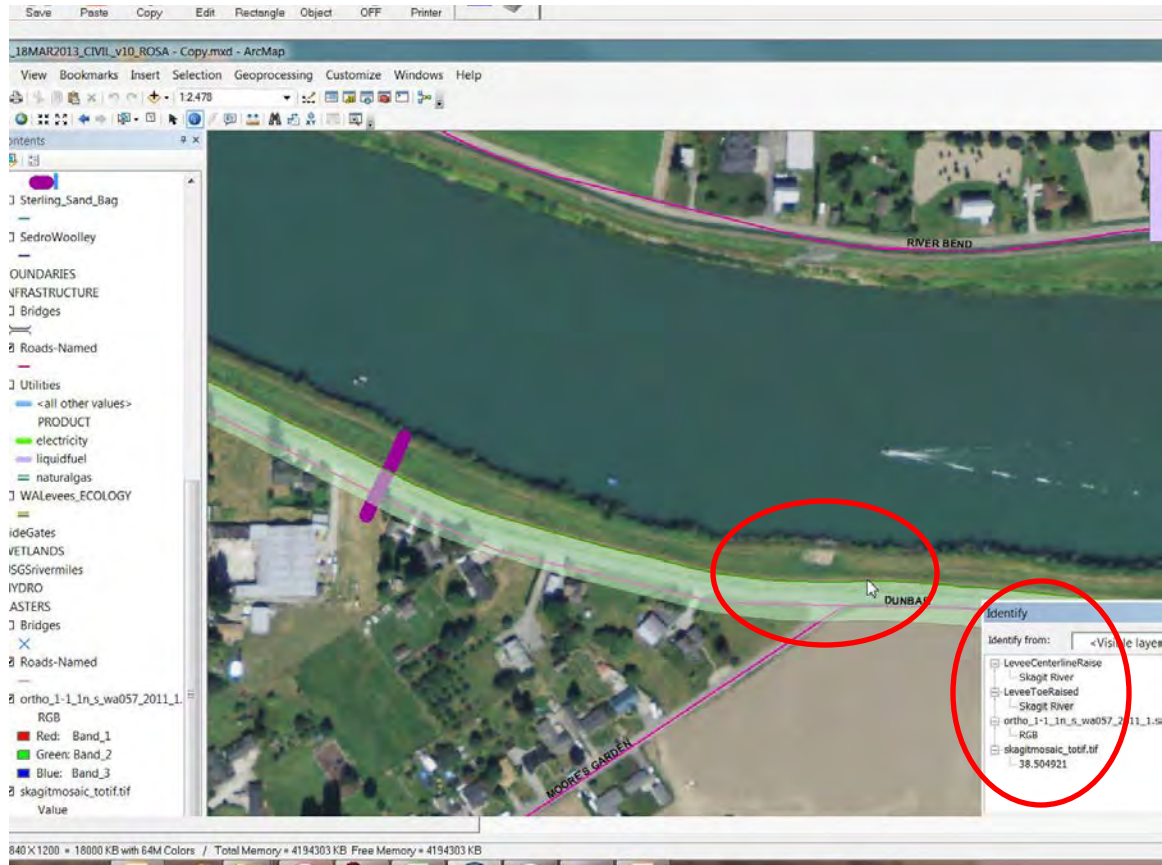 Save Paste Copy Edit Rectangle Object OFF Printer
_18MAR2013_CIVIL_v10_ROSA - Copy.mxd - ArcMap
View Bookmarks Insert Selection Geoprocessing Customize Windows Help
1:2,478
ontents
Sterling_Sand_Bag
SedroWoolley
OUNDARIES
NFRASTRUCTURE
Bridges
Roads-Named
Utilities
<all other values>
PRODUCT
electricity
liquidfuel
naturalgas
WALevees_ECOLOGY
ideGates
WETLANDS
SGSrivermiles
YDRO
ASTERS
Bridges
Roads-Named
ortho_1-1_1n_s_wa057_2011_1.
RGB
Red: Band_1
Green: Band_2
Blue: Band_3
skagitmosaic_totif.tif
Value
RIVER BEND
DUNBAR
MOORE'S GARDEN
Identify
Identify from: <Visible layer
LeveeCenterlineRaise
Skagit River
LeveeToeRaised
Skagit River
ortho_1-1_1n_s_wa057_2011_1.s
RGB
skagitmosaic_totif.tif
38.504921
840 X 1200 = 18000 KB with 64M Colors / Total Memory = 4194303 KB Free Memory = 4194303 KB